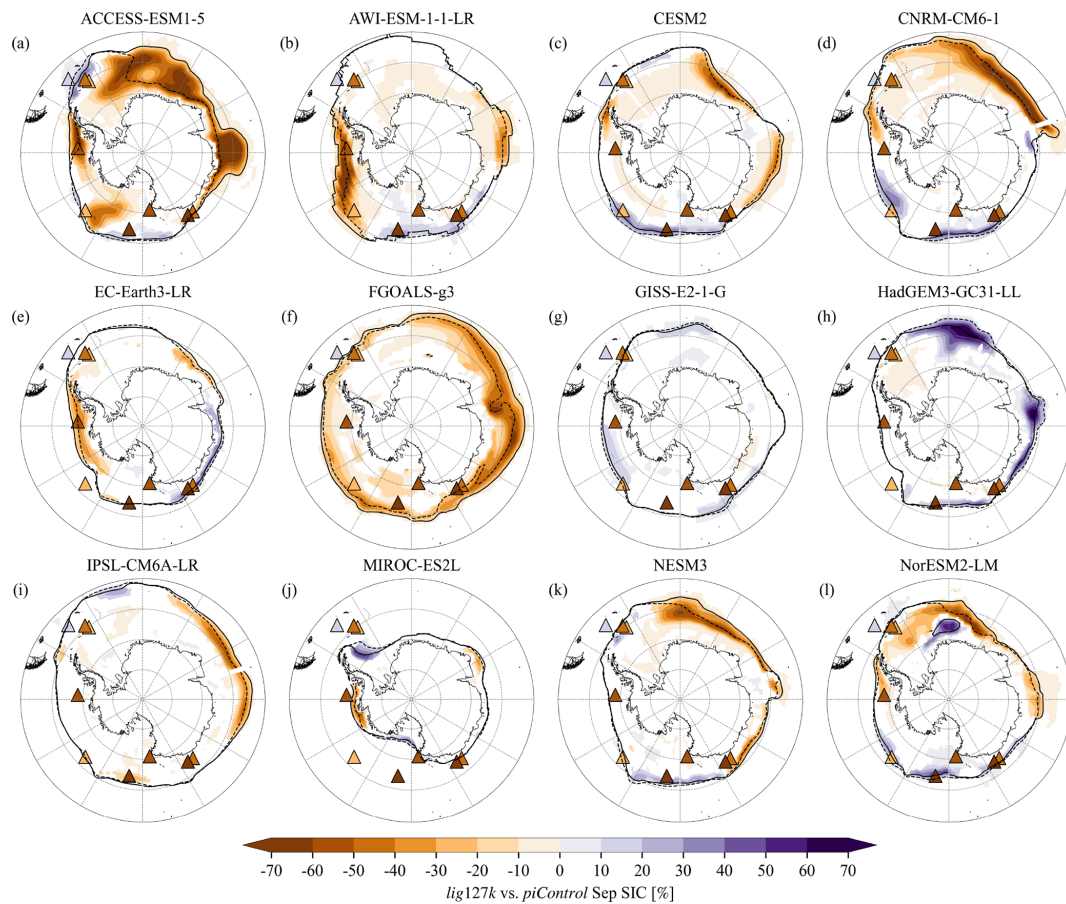 ACCESS-ESM1-5 AWI-ESM-1-1-LR CESM2 CNRM-CM6-1
(a) (b) (c) (d)
EC-Earth3-LR FGOALS-g3 GISS-E2-1-G HadGEM3-GC31-LL
(e) (f) (g) (h)
IPSL-CM6A-LR MIROC-ES2L NESM3 NorESM2-LM
(i) (j) (k) (l)
-70 -60 -50 -40 -30 -20 -10 0 10 20 30 40 50 60 70
lig127k vs. piControl Sep SIC [%]